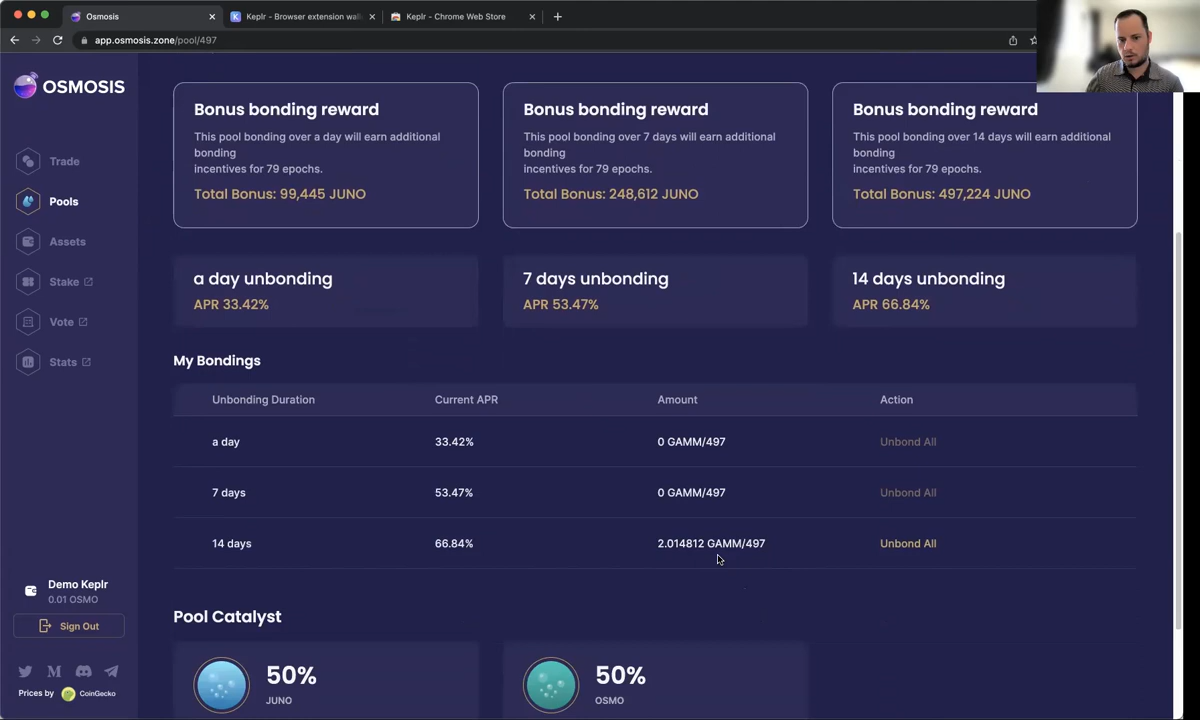 Osmosis
Keplr - Browser extension wall
Keplr - Chrome Web Store
app.osmosis.zone/pool/497
OSMOSIS
Trade
Pools
Assets
Stake
Vote
Stats
Demo Keplr
0.01 OSMO
Sign Out
Prices by CoinGecko
Bonus bonding reward
This pool bonding over a day will earn additional
bonding
incentives for 79 epochs.
Total Bonus: 99,445 JUNO
Bonus bonding reward
This pool bonding over 7 days will earn additional
bonding
incentives for 79 epochs.
Total Bonus: 248,612 JUNO
Bonus bonding reward
This pool bonding over 14 days will earn additional
bonding
incentives for 79 epochs.
Total Bonus: 497,224 JUNO
a day unbonding
APR 33.42%
7 days unbonding
APR 53.47%
14 days unbonding
APR 66.84%
My Bondings
Unbonding Duration Current APR Amount Action
a day 33.42% 0 GAMM/497 Unbond All
7 days 53.47% 0 GAMM/497 Unbond All
14 days 66.84% 2.014812 GAMM/497 Unbond All
Pool Catalyst
50%
JUNO
50%
OSMO